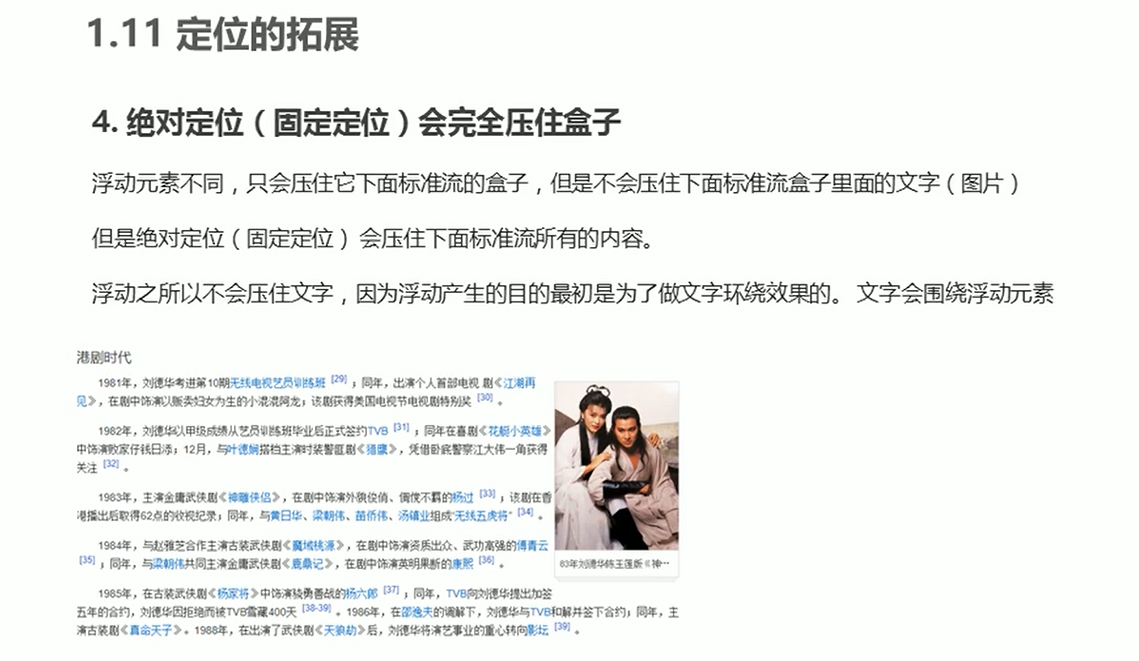 1.11 定位的拓展
4. 绝对定位（固定定位）会完全压住盒子
浮动元素不同，只会压住它下面标准流的盒子，但是不会压住下面标准流盒子里面的文字（图片）
但是绝对定位（固定定位） 会压住下面标准流所有的内容。
浮动之所以不会压住文字，因为浮动产生的目的最初是为了做文字环绕效果的。 文字会围绕浮动元素
港剧时代
1981年，刘德华考进第10期无线电视艺员训练班 [29] ；同年，出演个人首部电视 剧《江湖再
见》，在剧中饰演以贩卖妇女为生的小混混阿龙；该剧获得美国电视节电视剧特别奖 [30] 。
1982年，刘德华以甲级成绩从艺员训练班毕业后正式签约TVB [31] ；同年在喜剧《花艇小英雄》
中饰演败家仔钱日添；12月，与叶德娴搭档主演时装警匪剧《猎鹰》，凭借卧底警察江大伟一角获得
关注 [32] 。
1983年，主演金庸武侠剧《神雕侠侣》，在剧中饰演外貌俊俏、倜傥不羁的杨过 [33] ；该剧在香
港播出后取得62点的收视纪录；同年，与黄日华、梁朝伟、苗侨伟、汤镇业组成“无线五虎将” [34] 。
1984年，与赵雅芝合作主演古装武侠剧《魔域桃源》，在剧中饰演资质出众、武功高强的傅青云
[35] ；同年，与梁朝伟共同主演金庸武侠剧《鹿鼎记》，在剧中饰演英明果断的康熙 [36] 。
83年刘德华陈玉莲版《神…
1985年，在古装武侠剧《杨家将》中饰演骁勇善战的杨六郎 [37] ；同年，TVB向刘德华提出加签
五年的合约，刘德华因拒绝而被TVB雪藏400天 [38-39] 。1986年，在邵逸夫的调解下，刘德华与TVB和解并签下合约；同年，主
演古装剧《真命天子》。1988年，在出演了武侠剧《天狼劫》后，刘德华将演艺事业的重心转向影坛 [39] 。